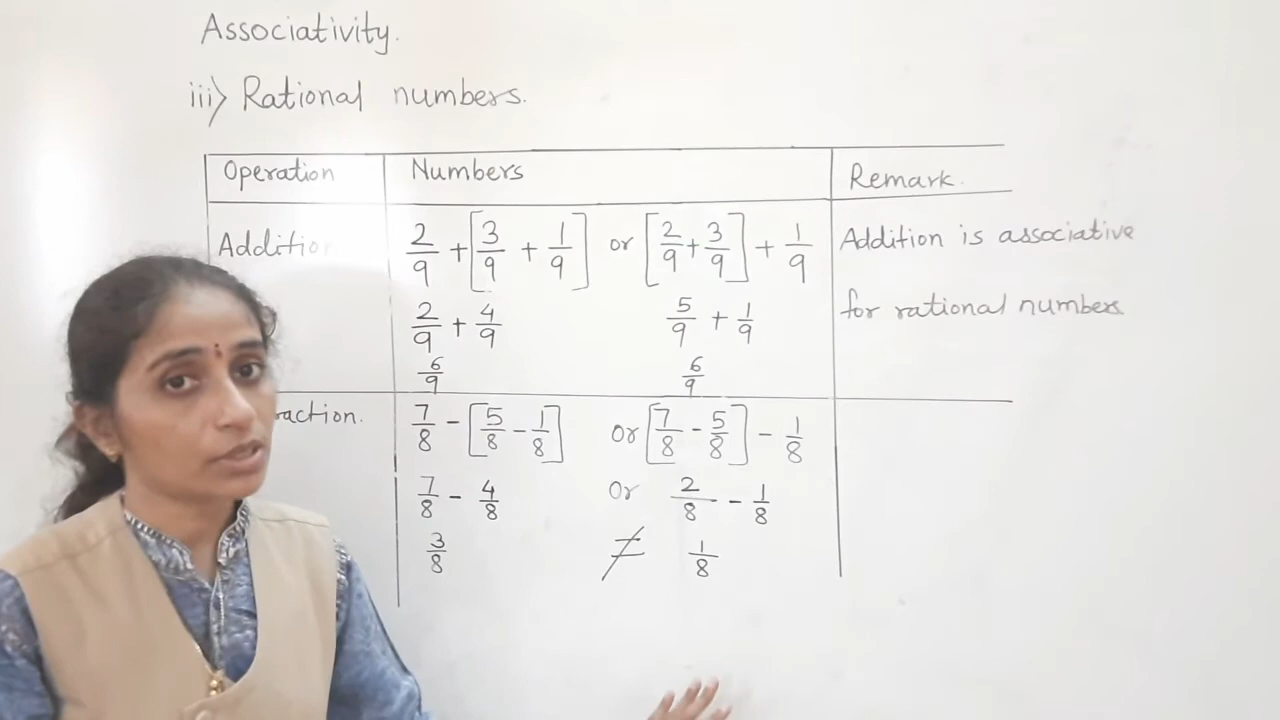 Associativity.
iii) Rational numbers.
Operation Numbers Remark.
Addition 2/9 + [3/9 + 1/9] or [2/9 + 3/9] + 1/9 Addition is associative
2/9 + 4/9 5/9 + 1/9 for rational numbers
6/9 6/9
raction. 7/8 - [5/8 - 1/8] Or [7/8 - 5/8] - 1/8
7/8 - 4/8 Or 2/8 - 1/8
3/8 ≠ 1/8